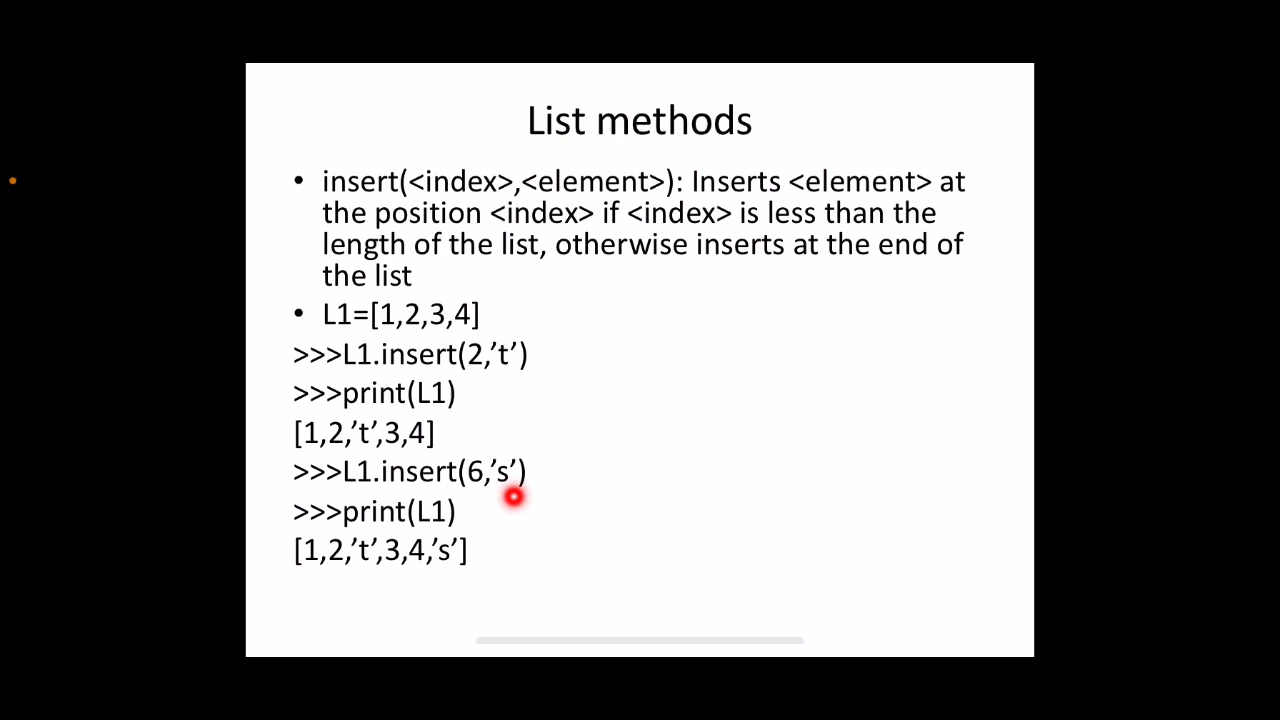 List methods
• insert(<index>,<element>): Inserts <element> at
the position <index> if <index> is less than the
length of the list, otherwise inserts at the end of
the list
• L1=[1,2,3,4]
>>>L1.insert(2,’t’)
>>>print(L1)
[1,2,’t’,3,4]
>>>L1.insert(6,’s’)
>>>print(L1)
[1,2,’t’,3,4,’s’]